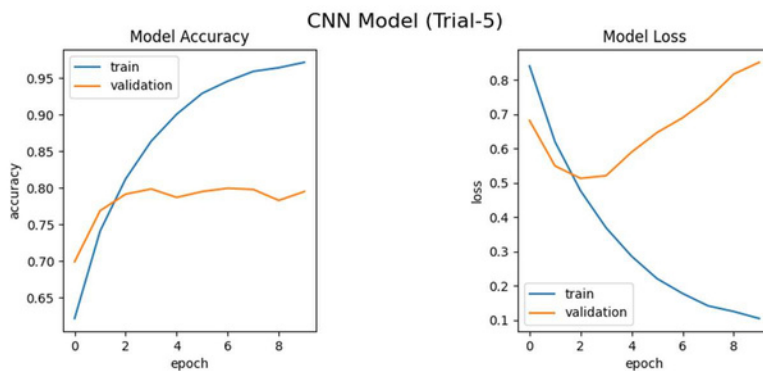 CNN Model (Trial-5)
Model Accuracy
0.95
0.90
0.85
0.80
0.75
0.70
0.65
accuracy
train
validation
0 2 4 6 8
epoch
Model Loss
0.8
0.7
0.6
0.5
0.4
0.3
0.2
0.1
loss
train
validation
0 2 4 6 8
epoch